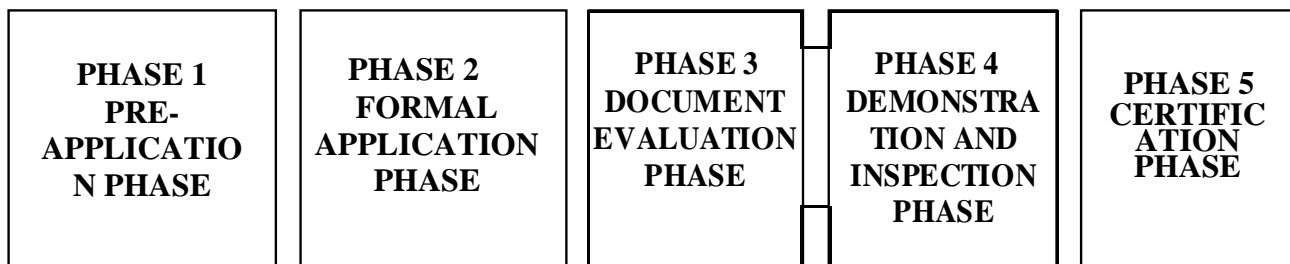 PHASE 1
PRE-
APPLICATIO
N PHASE
PHASE 2
FORMAL
APPLICATION
PHASE
PHASE 3
DOCUMENT
EVALUATION
PHASE
PHASE 4
DEMONSTRA
TION AND
INSPECTION
PHASE
PHASE 5
CERTIFIC
ATION
PHASE